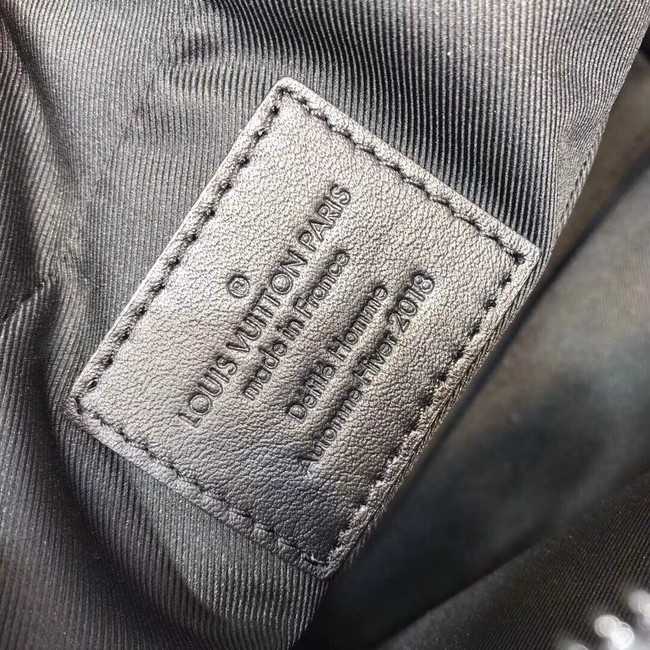 ®
LOUIS VUITTON PARIS
made in France
Défilé Homme
Automne Hiver 2018